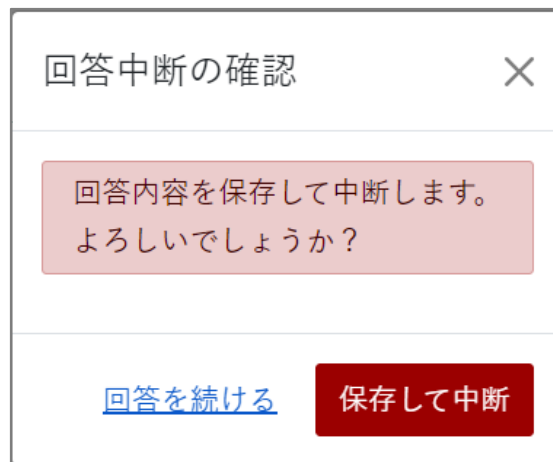 回答中断の確認
回答内容を保存して中断します。
よろしいでしょうか？
回答を続ける
保存して中断